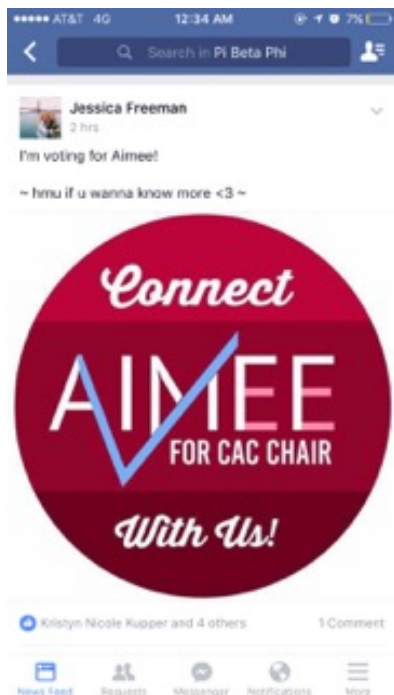 AT&T 4G 12:34 AM 7%
Search in Pi Beta Phi
Jessica Freeman
2 hrs
I'm voting for Aimee!
~ hmu if u wanna know more <3 ~
Connect
AIMEE
FOR CAC CHAIR
With Us!
Kristyn Nicole Kupper and 4 others 1 Comment
News Feed Requests Messenger Notifications More